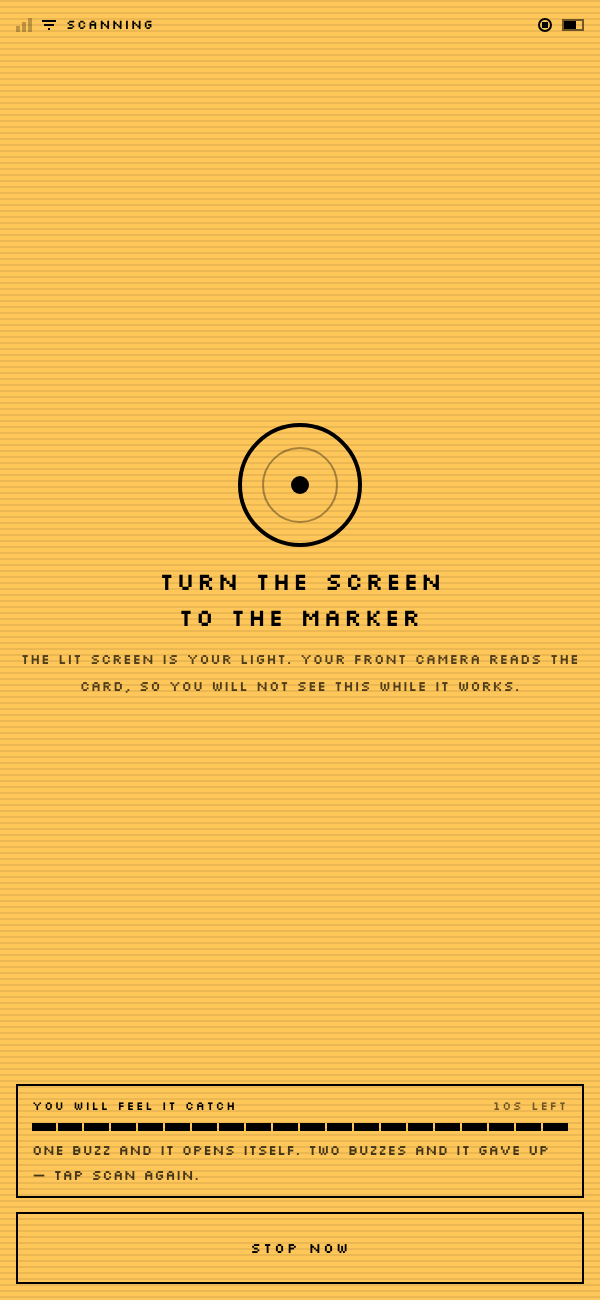 SCANNING
TURN THE SCREEN
TO THE MARKER
THE LIT SCREEN IS YOUR LIGHT. YOUR FRONT CAMERA READS THE
CARD, SO YOU WILL NOT SEE THIS WHILE IT WORKS.
YOU WILL FEEL IT CATCH 10S LEFT
ONE BUZZ AND IT OPENS ITSELF. TWO BUZZES AND IT GAVE UP
— TAP SCAN AGAIN.
STOP NOW